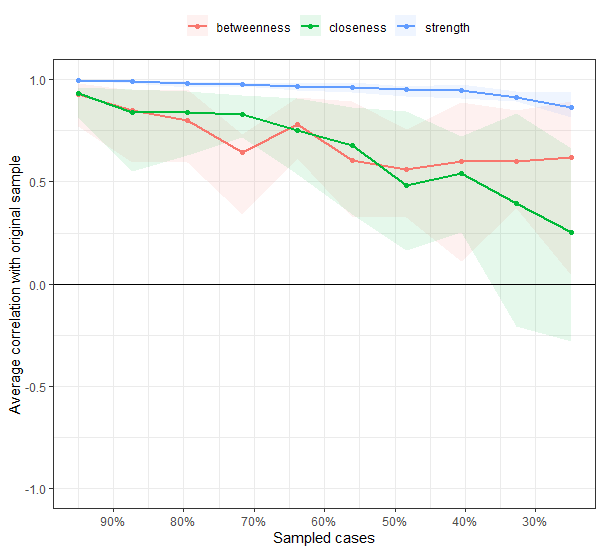 betweenness closeness strength
Average correlation with original sample
1.0
0.5
0.0
-0.5
-1.0
90% 80% 70% 60% 50% 40% 30%
Sampled cases